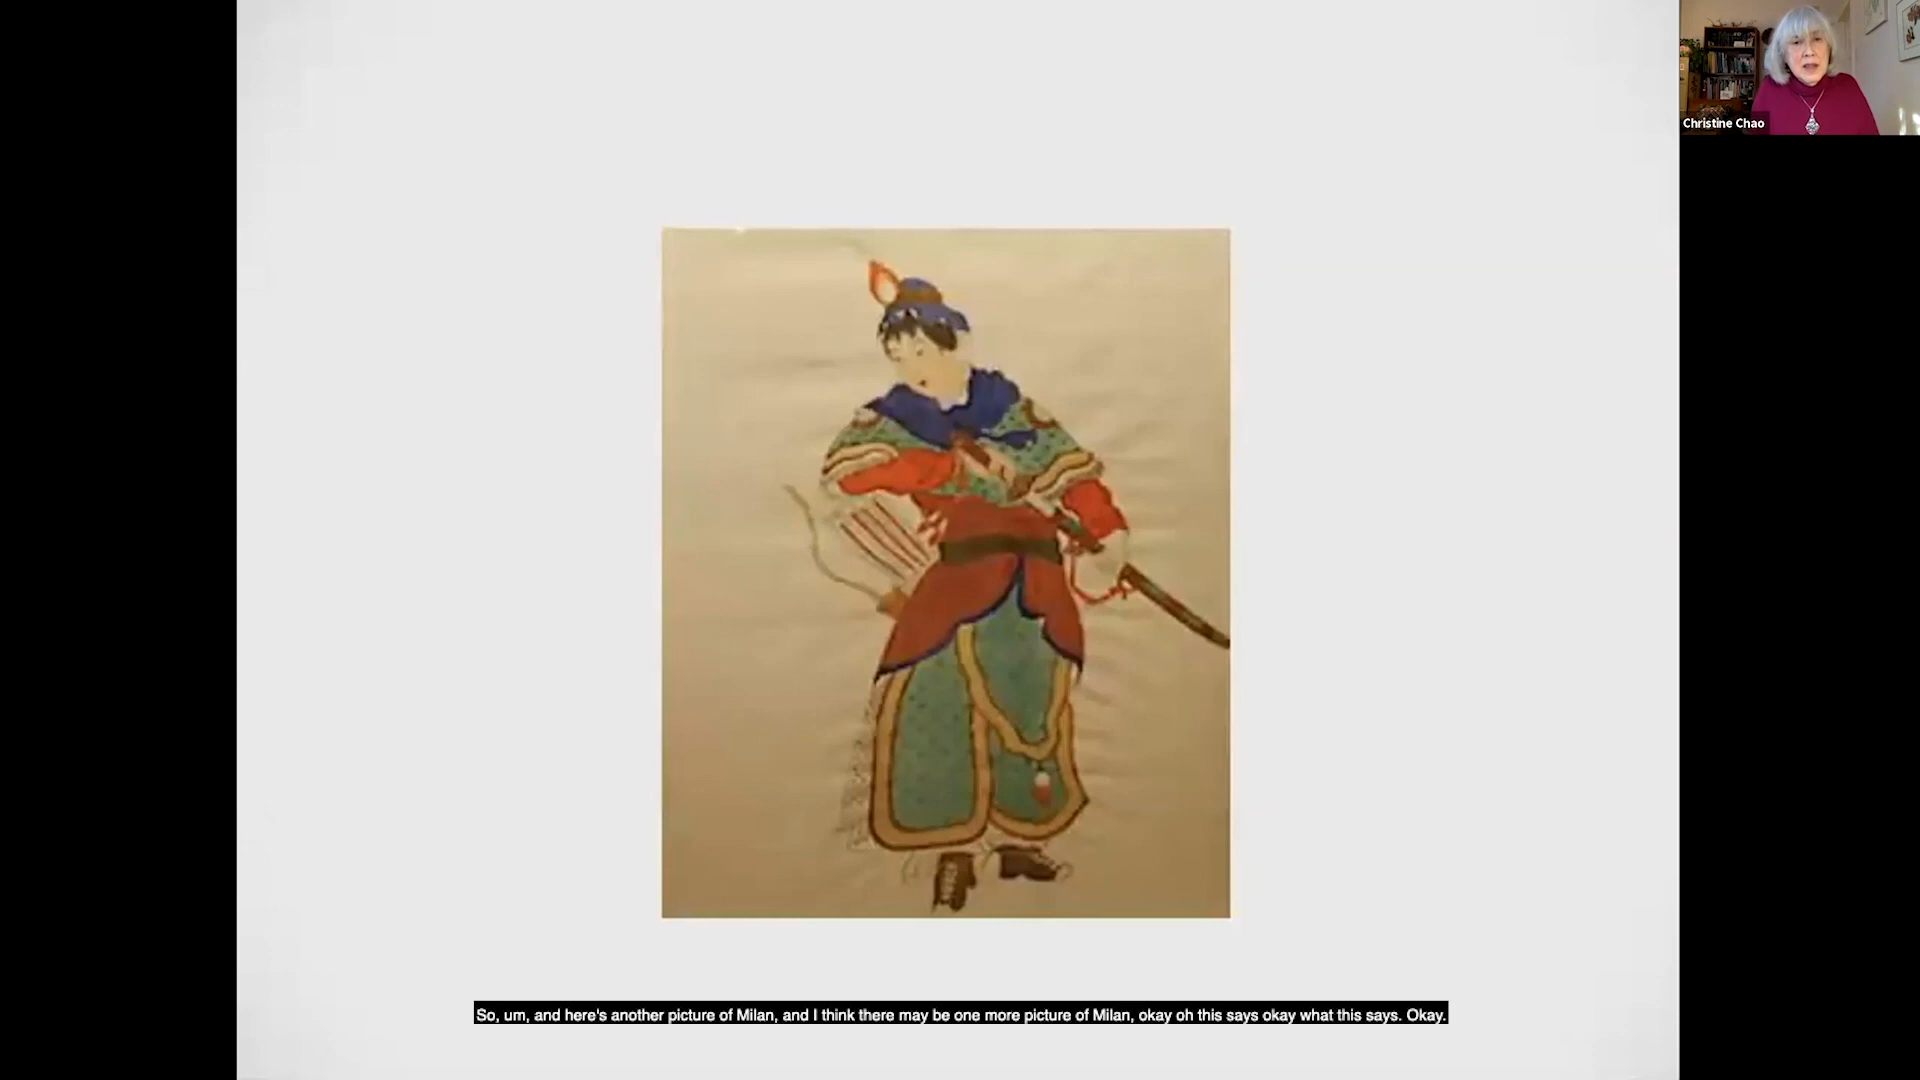 Christine Chao
So, um, and here's another picture of Milan, and I think there may be one more picture of Milan, okay oh this says okay what this says. Okay.